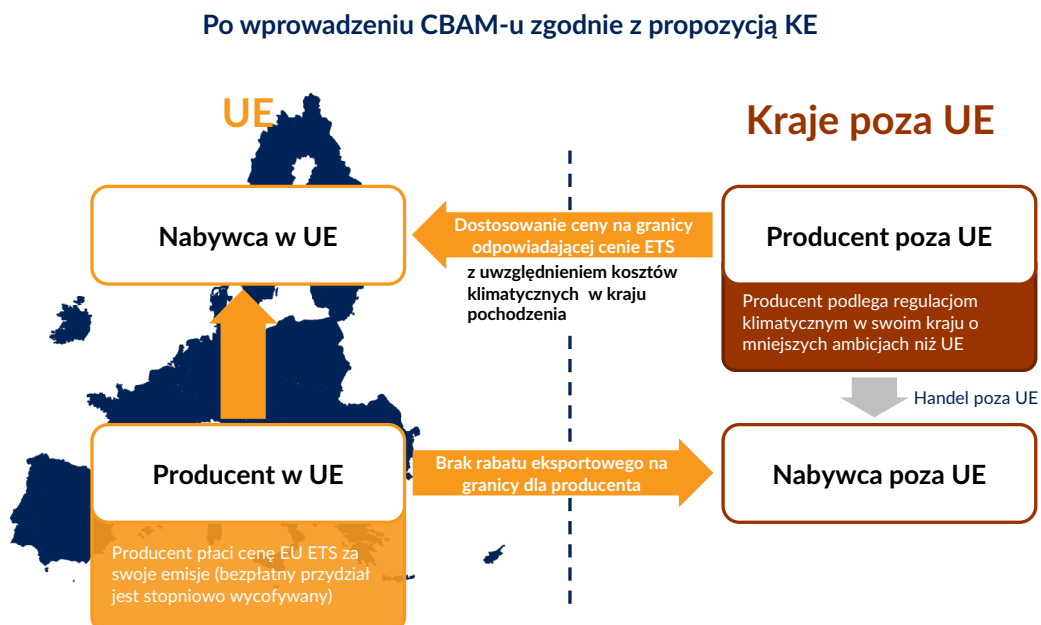 Po wprowadzeniu CBAM-u zgodnie z propozycją KE
UE
Kraje poza UE
Nabywca w UE
Dostosowanie ceny na granicy
odpowiadającej cenie ETS
z uwzględnieniem kosztów
klimatycznych w kraju
pochodzenia
Producent poza UE
Producent podlega regulacjom
klimatycznym w swoim kraju o
mniejszych ambicjach niż UE
Handel poza UE
Producent w UE
Brak rabatu eksportowego na
granicy dla producenta
Nabywca poza UE
Producent płaci cenę EU ETS za
swoje emisje (bezpłatny przydział
jest stopniowo wycofywany)